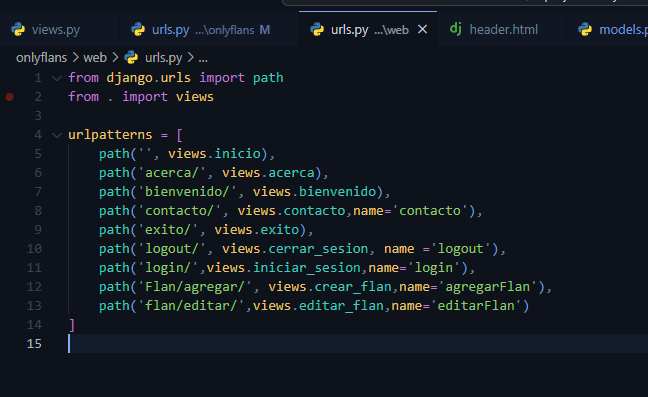 views.py urls.py ...\onlyflans M urls.py ...\web header.html models.p
onlyflans > web > urls.py > ...
1 from django.urls import path
2 from . import views
3
4 urlpatterns = [
5 path('', views.inicio),
6 path('acerca/', views.acerca),
7 path('bienvenido/', views.bienvenido),
8 path('contacto/', views.contacto,name='contacto'),
9 path('exito/', views.exito),
10 path('logout/', views.cerrar_sesion, name ='logout'),
11 path('login/',views.iniciar_sesion,name='login'),
12 path('Flan/agregar/', views.crear_flan,name='agregarFlan'),
13 path('flan/editar/',views.editar_flan,name='editarFlan')
14 ]
15